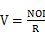 V = NOI/R